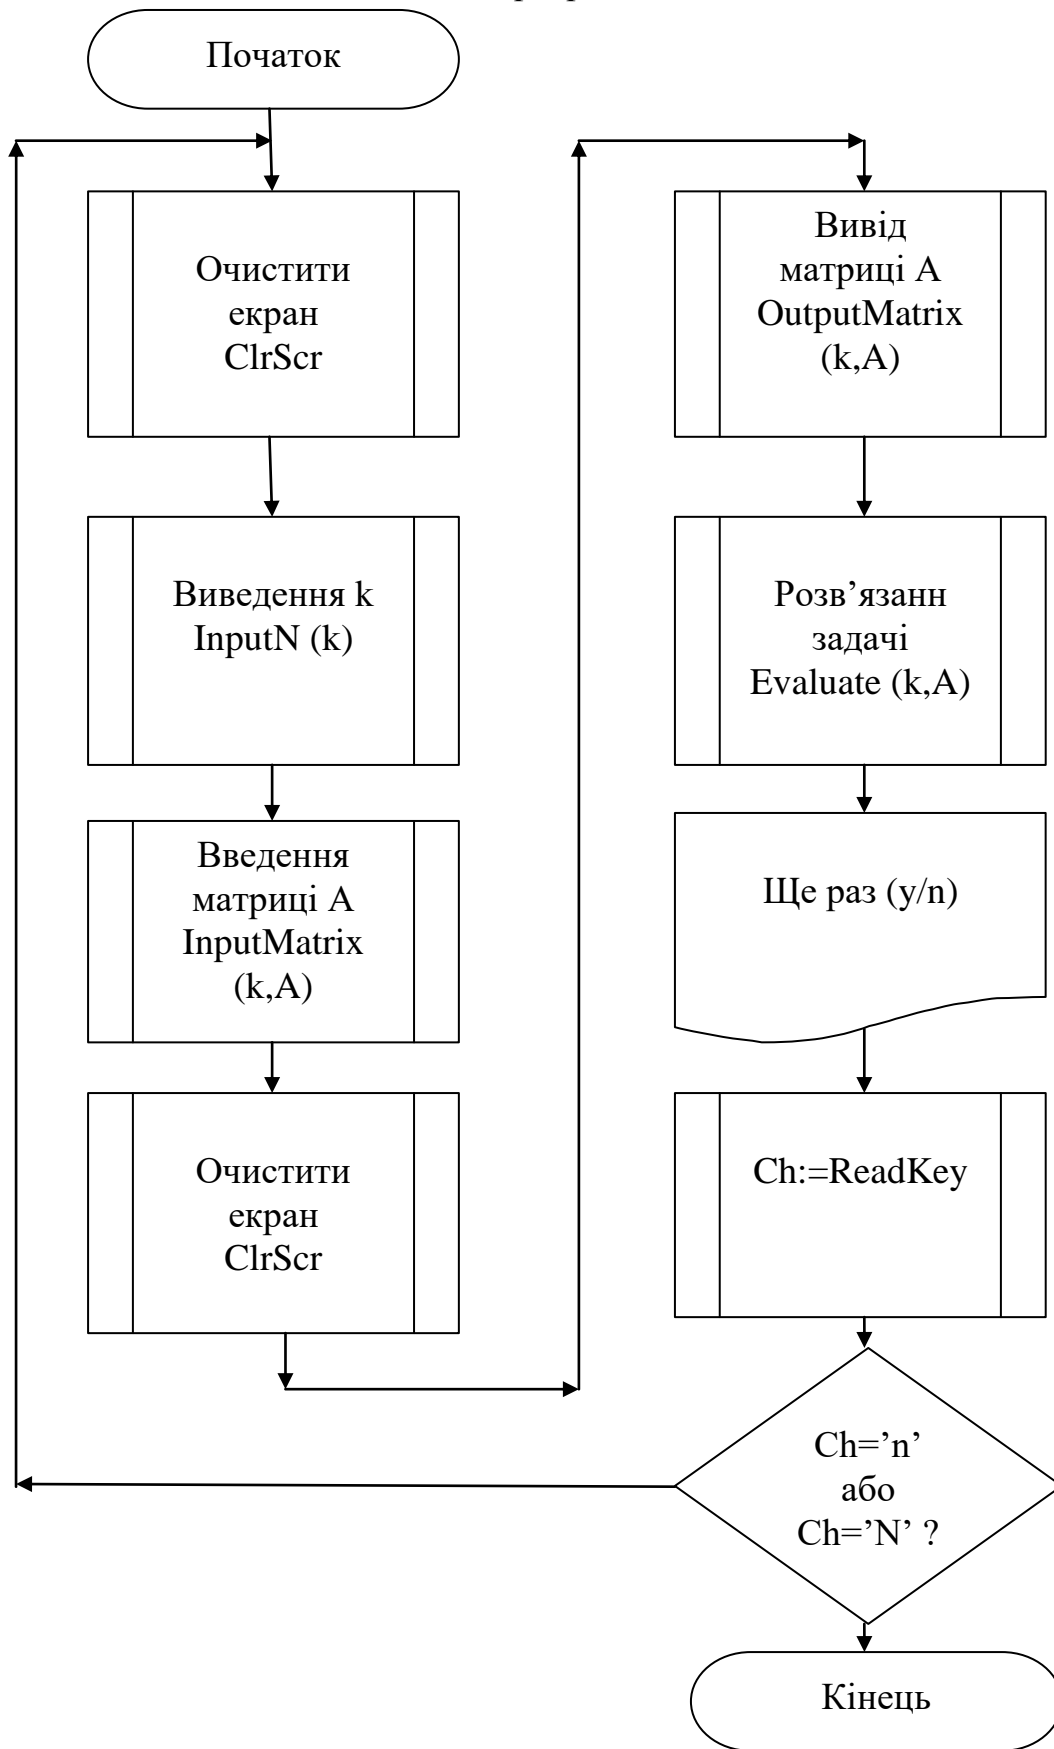 Початок
Очистити
екран
ClrScr
Виведення k
InputN (k)
Введення
матриці А
InputMatrix
(k,A)
Очистити
екран
ClrScr
Вивід
матриці А
OutputMatrix
(k,A)
Розв’язанн
задачі
Evaluate (k,A)
Ще раз (y/n)
Ch:=ReadKey
Ch=’n’
або
Ch=’N’ ?
Кінець